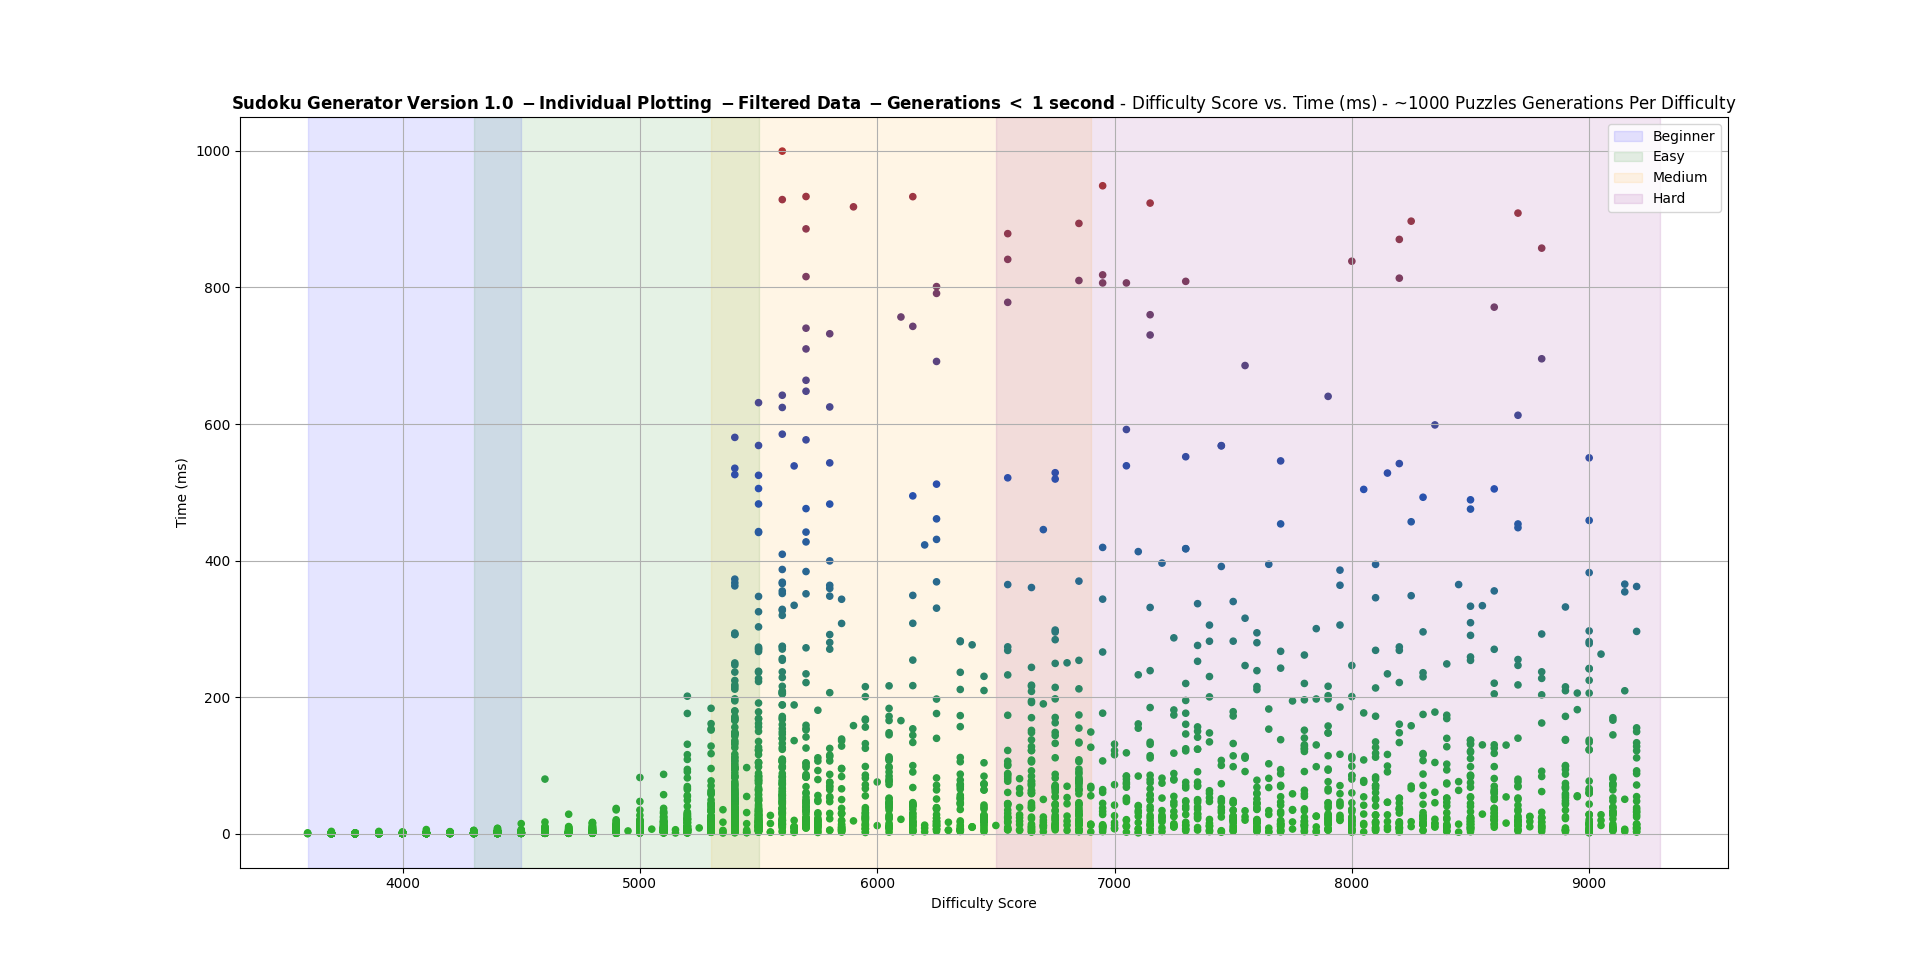 Sudoku Generator Version 1.0 − Individual Plotting − Filtered Data − Generations < 1 second - Difficulty Score vs. Time (ms) - ~1000 Puzzles Generations Per Difficulty
Beginner
Easy
Medium
Hard
1000
800
600
400
200
0
Time (ms)
4000 5000 6000 7000 8000 9000
Difficulty Score